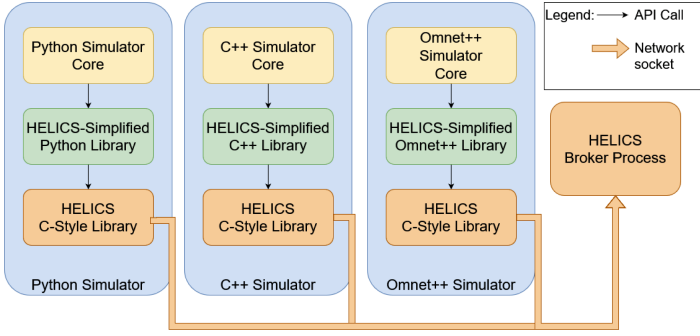 Python Simulator
Core
HELICS-Simplified
Python Library
HELICS
C-Style Library
Python Simulator
C++ Simulator
Core
HELICS-Simplified
C++ Library
HELICS
C-Style Library
C++ Simulator
Omnet++
Simulator
Core
HELICS-Simplified
Omnet++ Library
HELICS
C-Style Library
Omnet++ Simulator
Legend:
API Call
Network
socket
HELICS
Broker Process